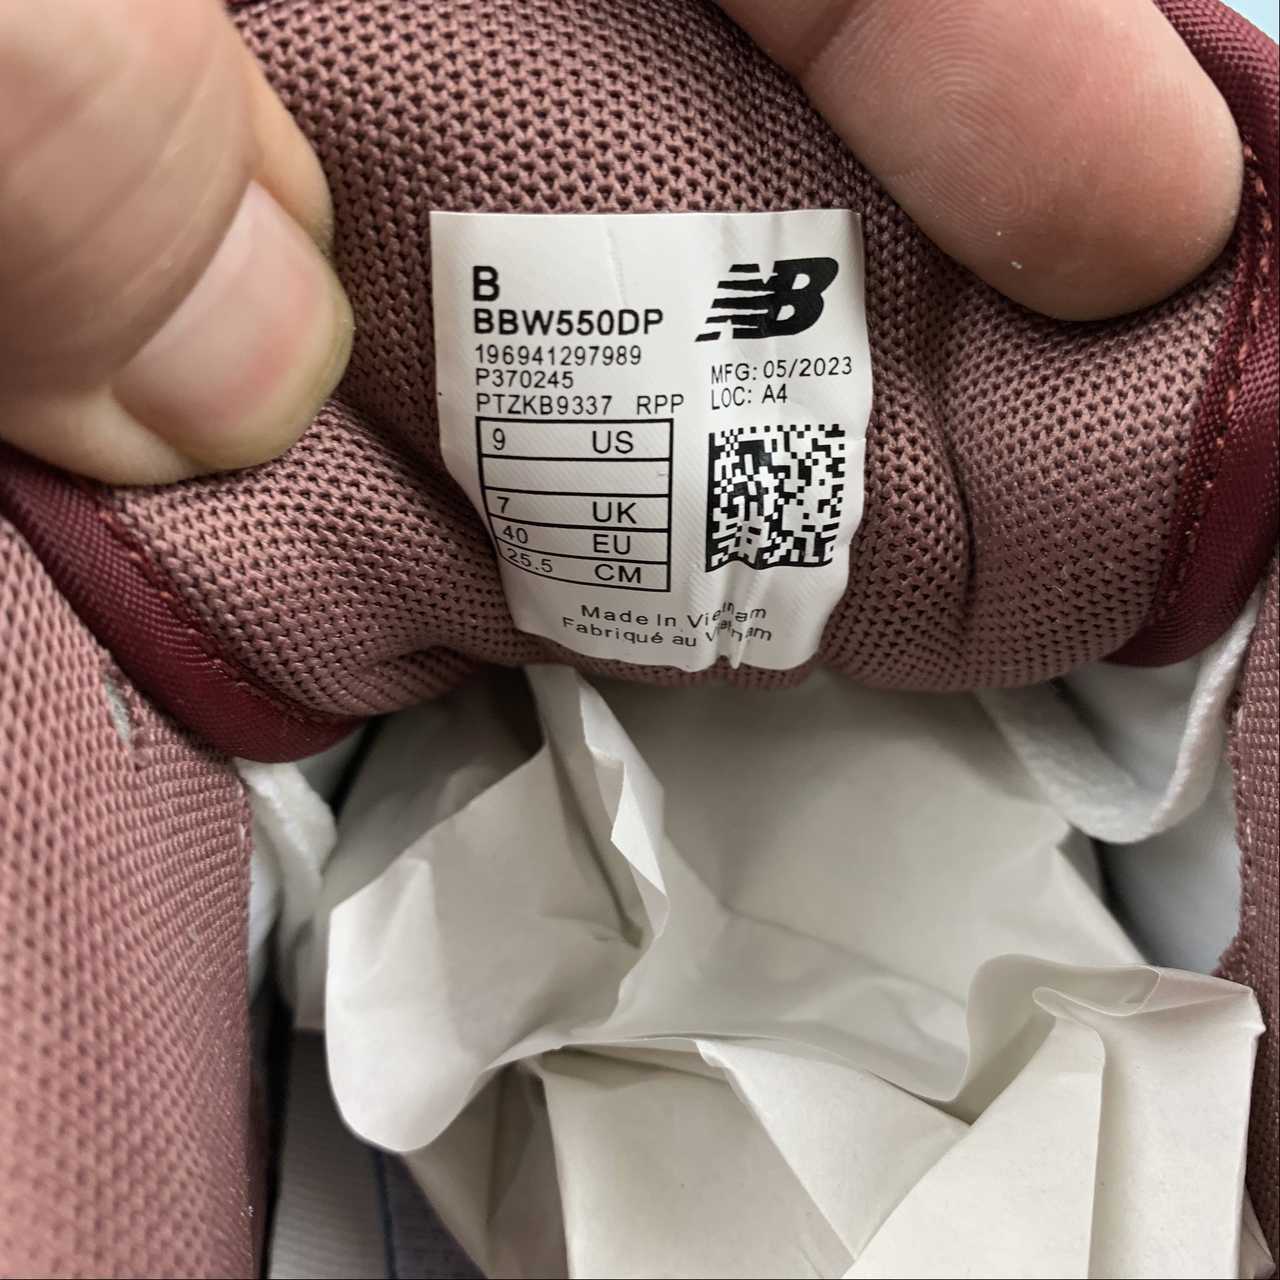 B
BBW550DP
196941297989
P370245
PTZKB9337 RPP
NB
MFG: 05/2023
LOC: A4
9 US
7 UK
40 EU
25.5 CM
Made In Vietnam
Fabriqué au Vietnam